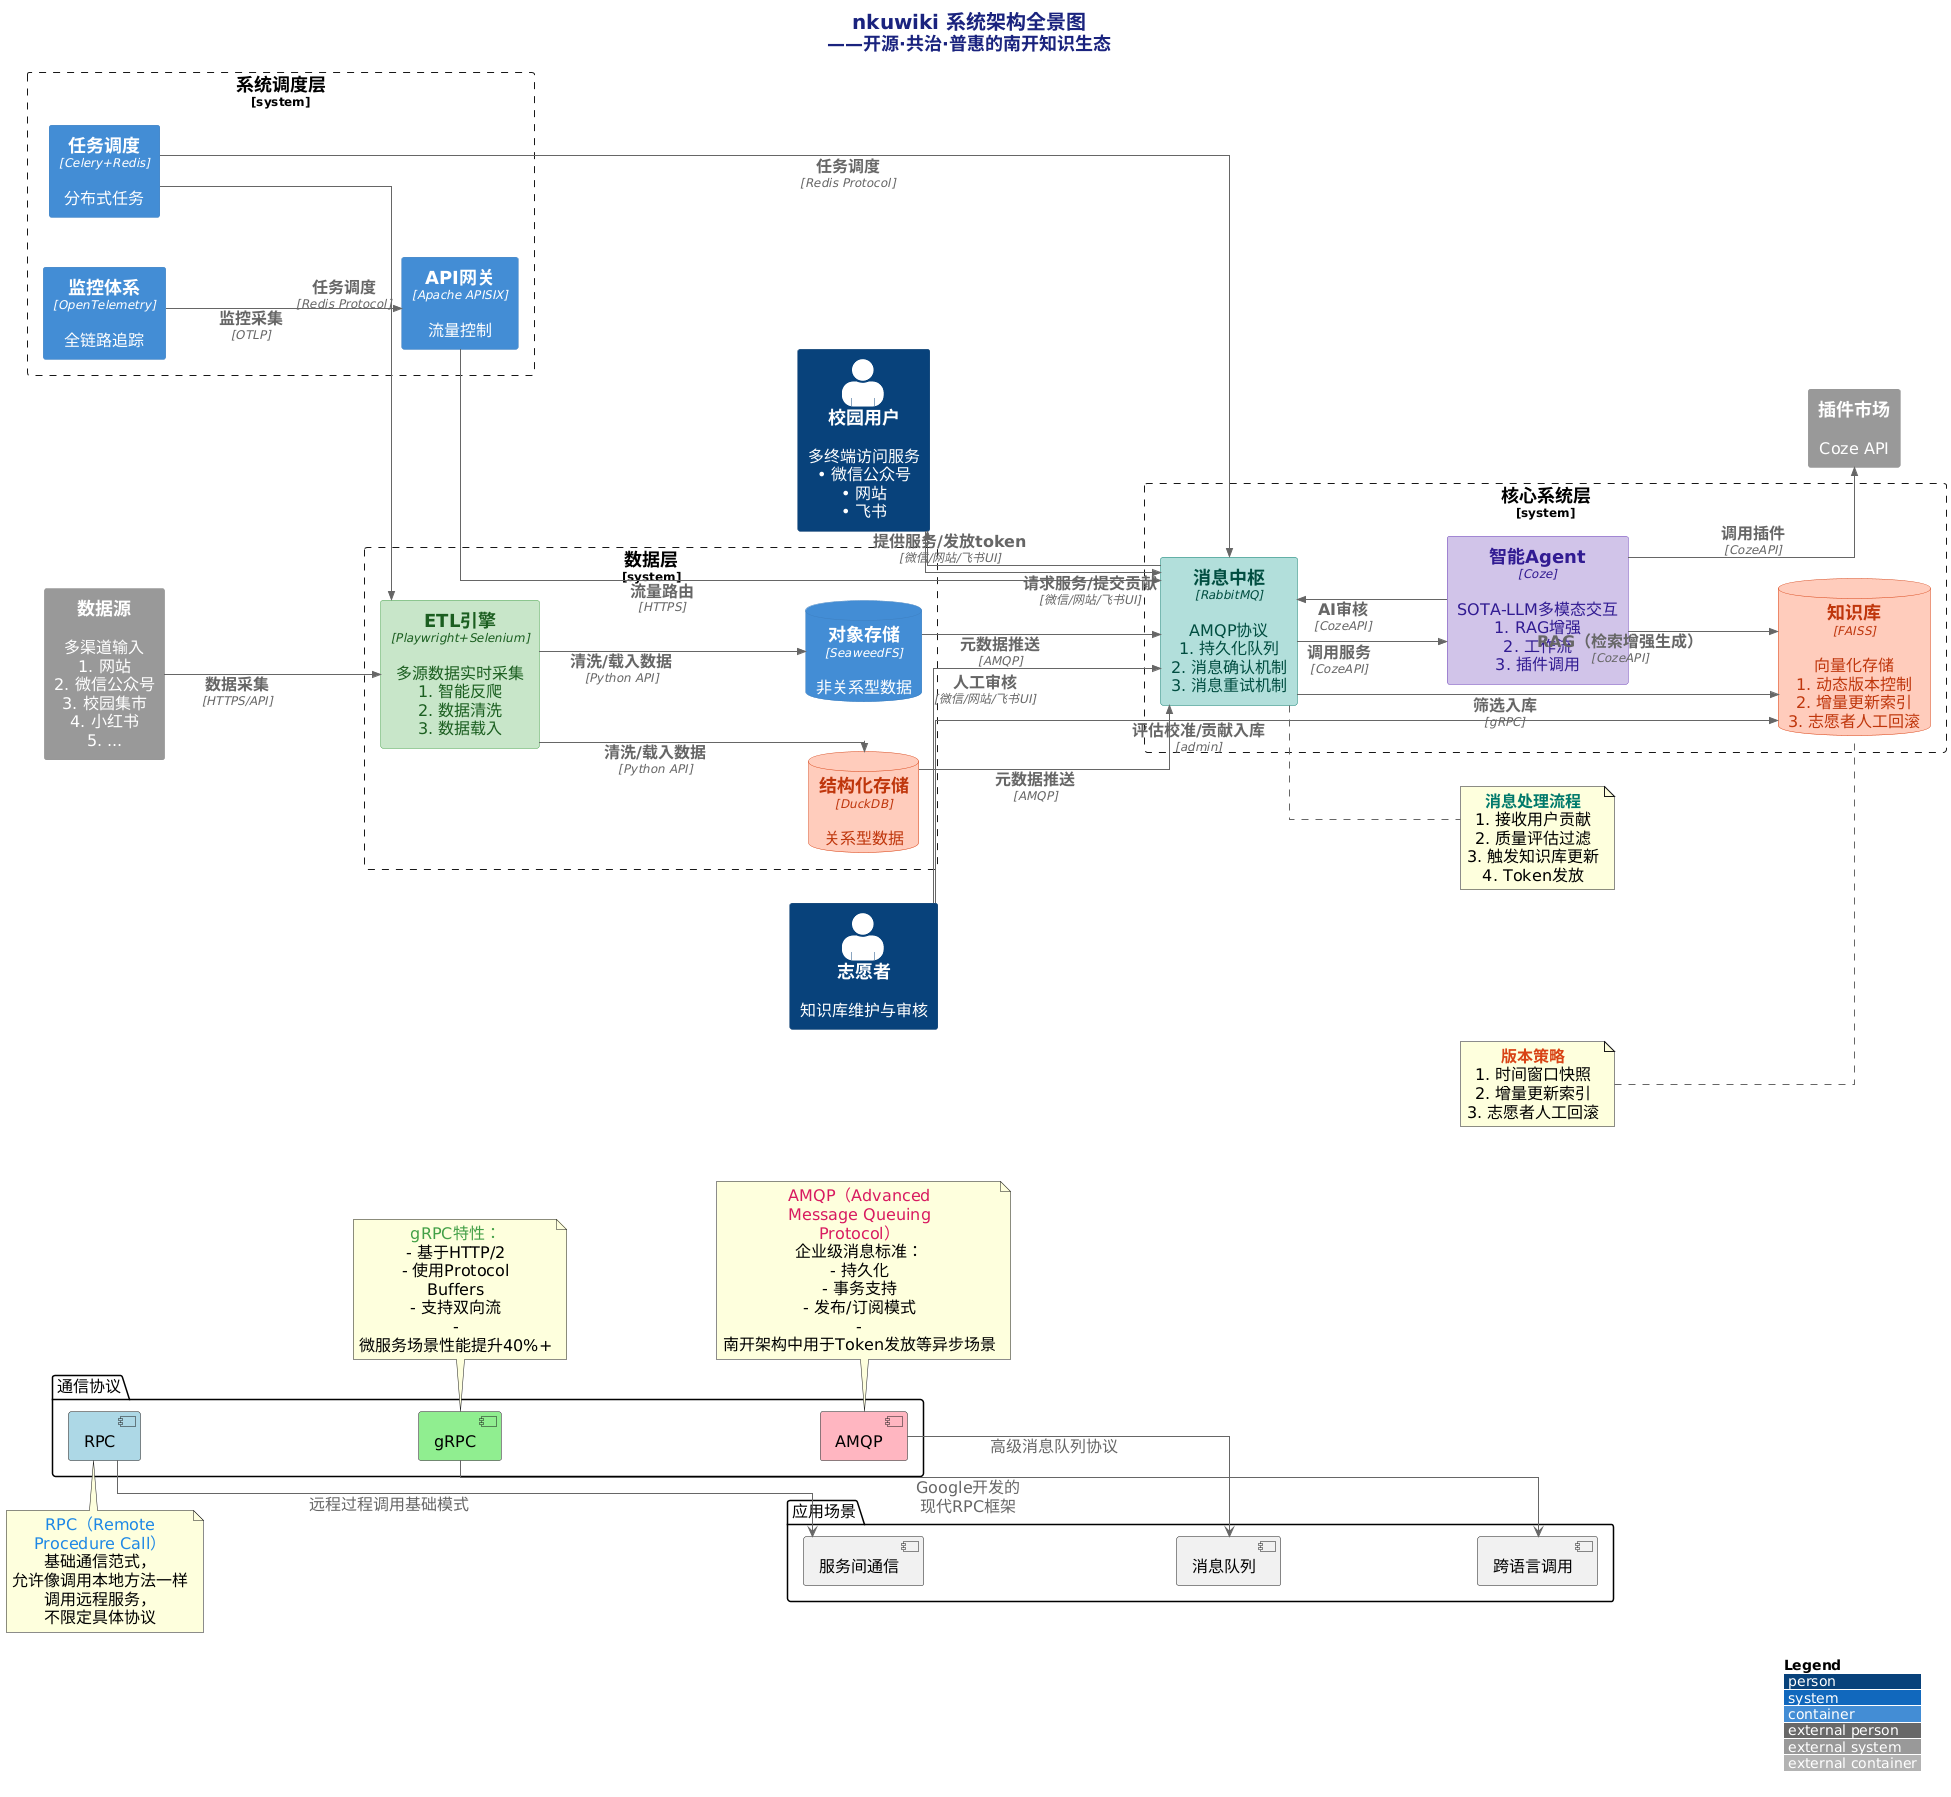 nkuwiki 系统架构全景图
——开源·共治·普惠的南开知识生态
系统调度层
[system]
任务调度
[Celery+Redis]
分布式任务
任务调度
[Redis Protocol]
监控体系
[OpenTelemetry]
全链路追踪
监控采集
[OTLP]
任务调度
[Redis Protocol]
API网关
[Apache APISIX]
流量控制
校园用户
多终端访问服务
• 微信公众号
• 网站
• 飞书
插件市场
Coze API
数据源
多渠道输入
1. 网站
2. 微信公众号
3. 校园集市
4. 小红书
5. ...
数据采集
[HTTPS/API]
数据层
[system]
流量路由
[HTTPS]
ETL引擎
[Playwright+Selenium]
多源数据实时采集
1. 智能反爬
2. 数据清洗
3. 数据载入
清洗/载入数据
[Python API]
清洗/载入数据
[Python API]
对象存储
[SeaweedFS]
非关系型数据
结构化存储
[DuckDB]
关系型数据
提供服务/发放token
[微信/网站/飞书UI]
请求服务/提交贡献
[微信/网站/飞书UI]
元数据推送
[AMQP]
人工审核
[微信/网站/飞书UI]
元数据推送
[AMQP]
评估校准/贡献入库
[admin]
核心系统层
[system]
消息中枢
[RabbitMQ]
AMQP协议
1. 持久化队列
2. 消息确认机制
3. 消息重试机制
AI审核
[CozeAPI]
调用服务
[CozeAPI]
智能Agent
[Coze]
SOTA-LLM多模态交互
1. RAG增强
2. 工作流
3. 插件调用
调用插件
[CozeAPI]
RAG（检索增强生成）
[CozeAPI]
筛选入库
[gRPC]
知识库
[FAISS]
向量化存储
1. 动态版本控制
2. 增量更新索引
3. 志愿者人工回滚
消息处理流程
1. 接收用户贡献
2. 质量评估过滤
3. 触发知识库更新
4. Token发放
志愿者
知识库维护与审核
版本策略
1. 时间窗口快照
2. 增量更新索引
3. 志愿者人工回滚
gRPC特性：
- 基于HTTP/2
- 使用Protocol
Buffers
- 支持双向流
-
微服务场景性能提升40%+
AMQP（Advanced
Message Queuing
Protocol）
企业级消息标准：
- 持久化
- 事务支持
- 发布/订阅模式
-
南开架构中用于Token发放等异步场景
通信协议
RPC
gRPC
AMQP
高级消息队列协议
远程过程调用基础模式
Google开发的
现代RPC框架
RPC（Remote
Procedure Call）
基础通信范式，
允许像调用本地方法一样
调用远程服务，
不限定具体协议
应用场景
服务间通信
消息队列
跨语言调用
Legend
person
system
container
external person
external system
external container